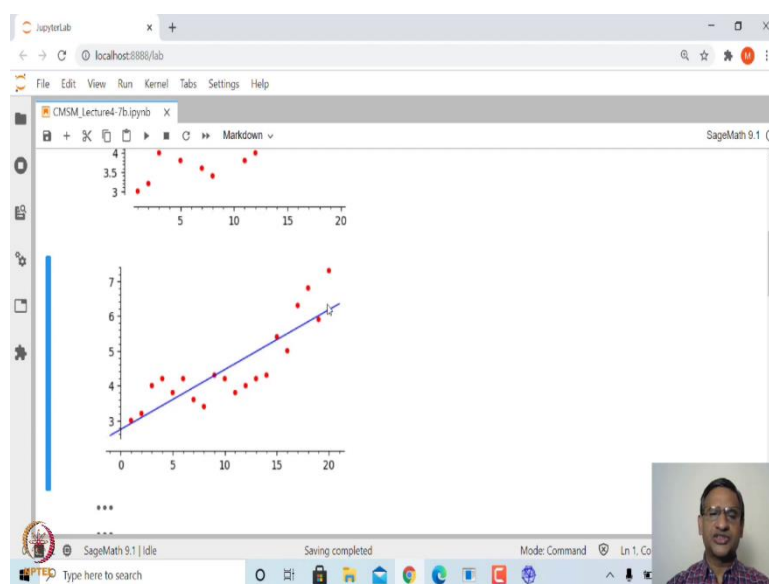 JupyterLab
localhost:8888/lab
M
File Edit View Run Kernel Tabs Settings Help
CMSM_Lecture4-7b.ipynb
Markdown
SageMath 9.1
4
3.5
3
5 10 15 20
7
6
5
4
3
0 5 10 15 20
SageMath 9.1 | Idle
Saving completed
Mode: Command
Ln 1, Co
NPTEL
Type here to search